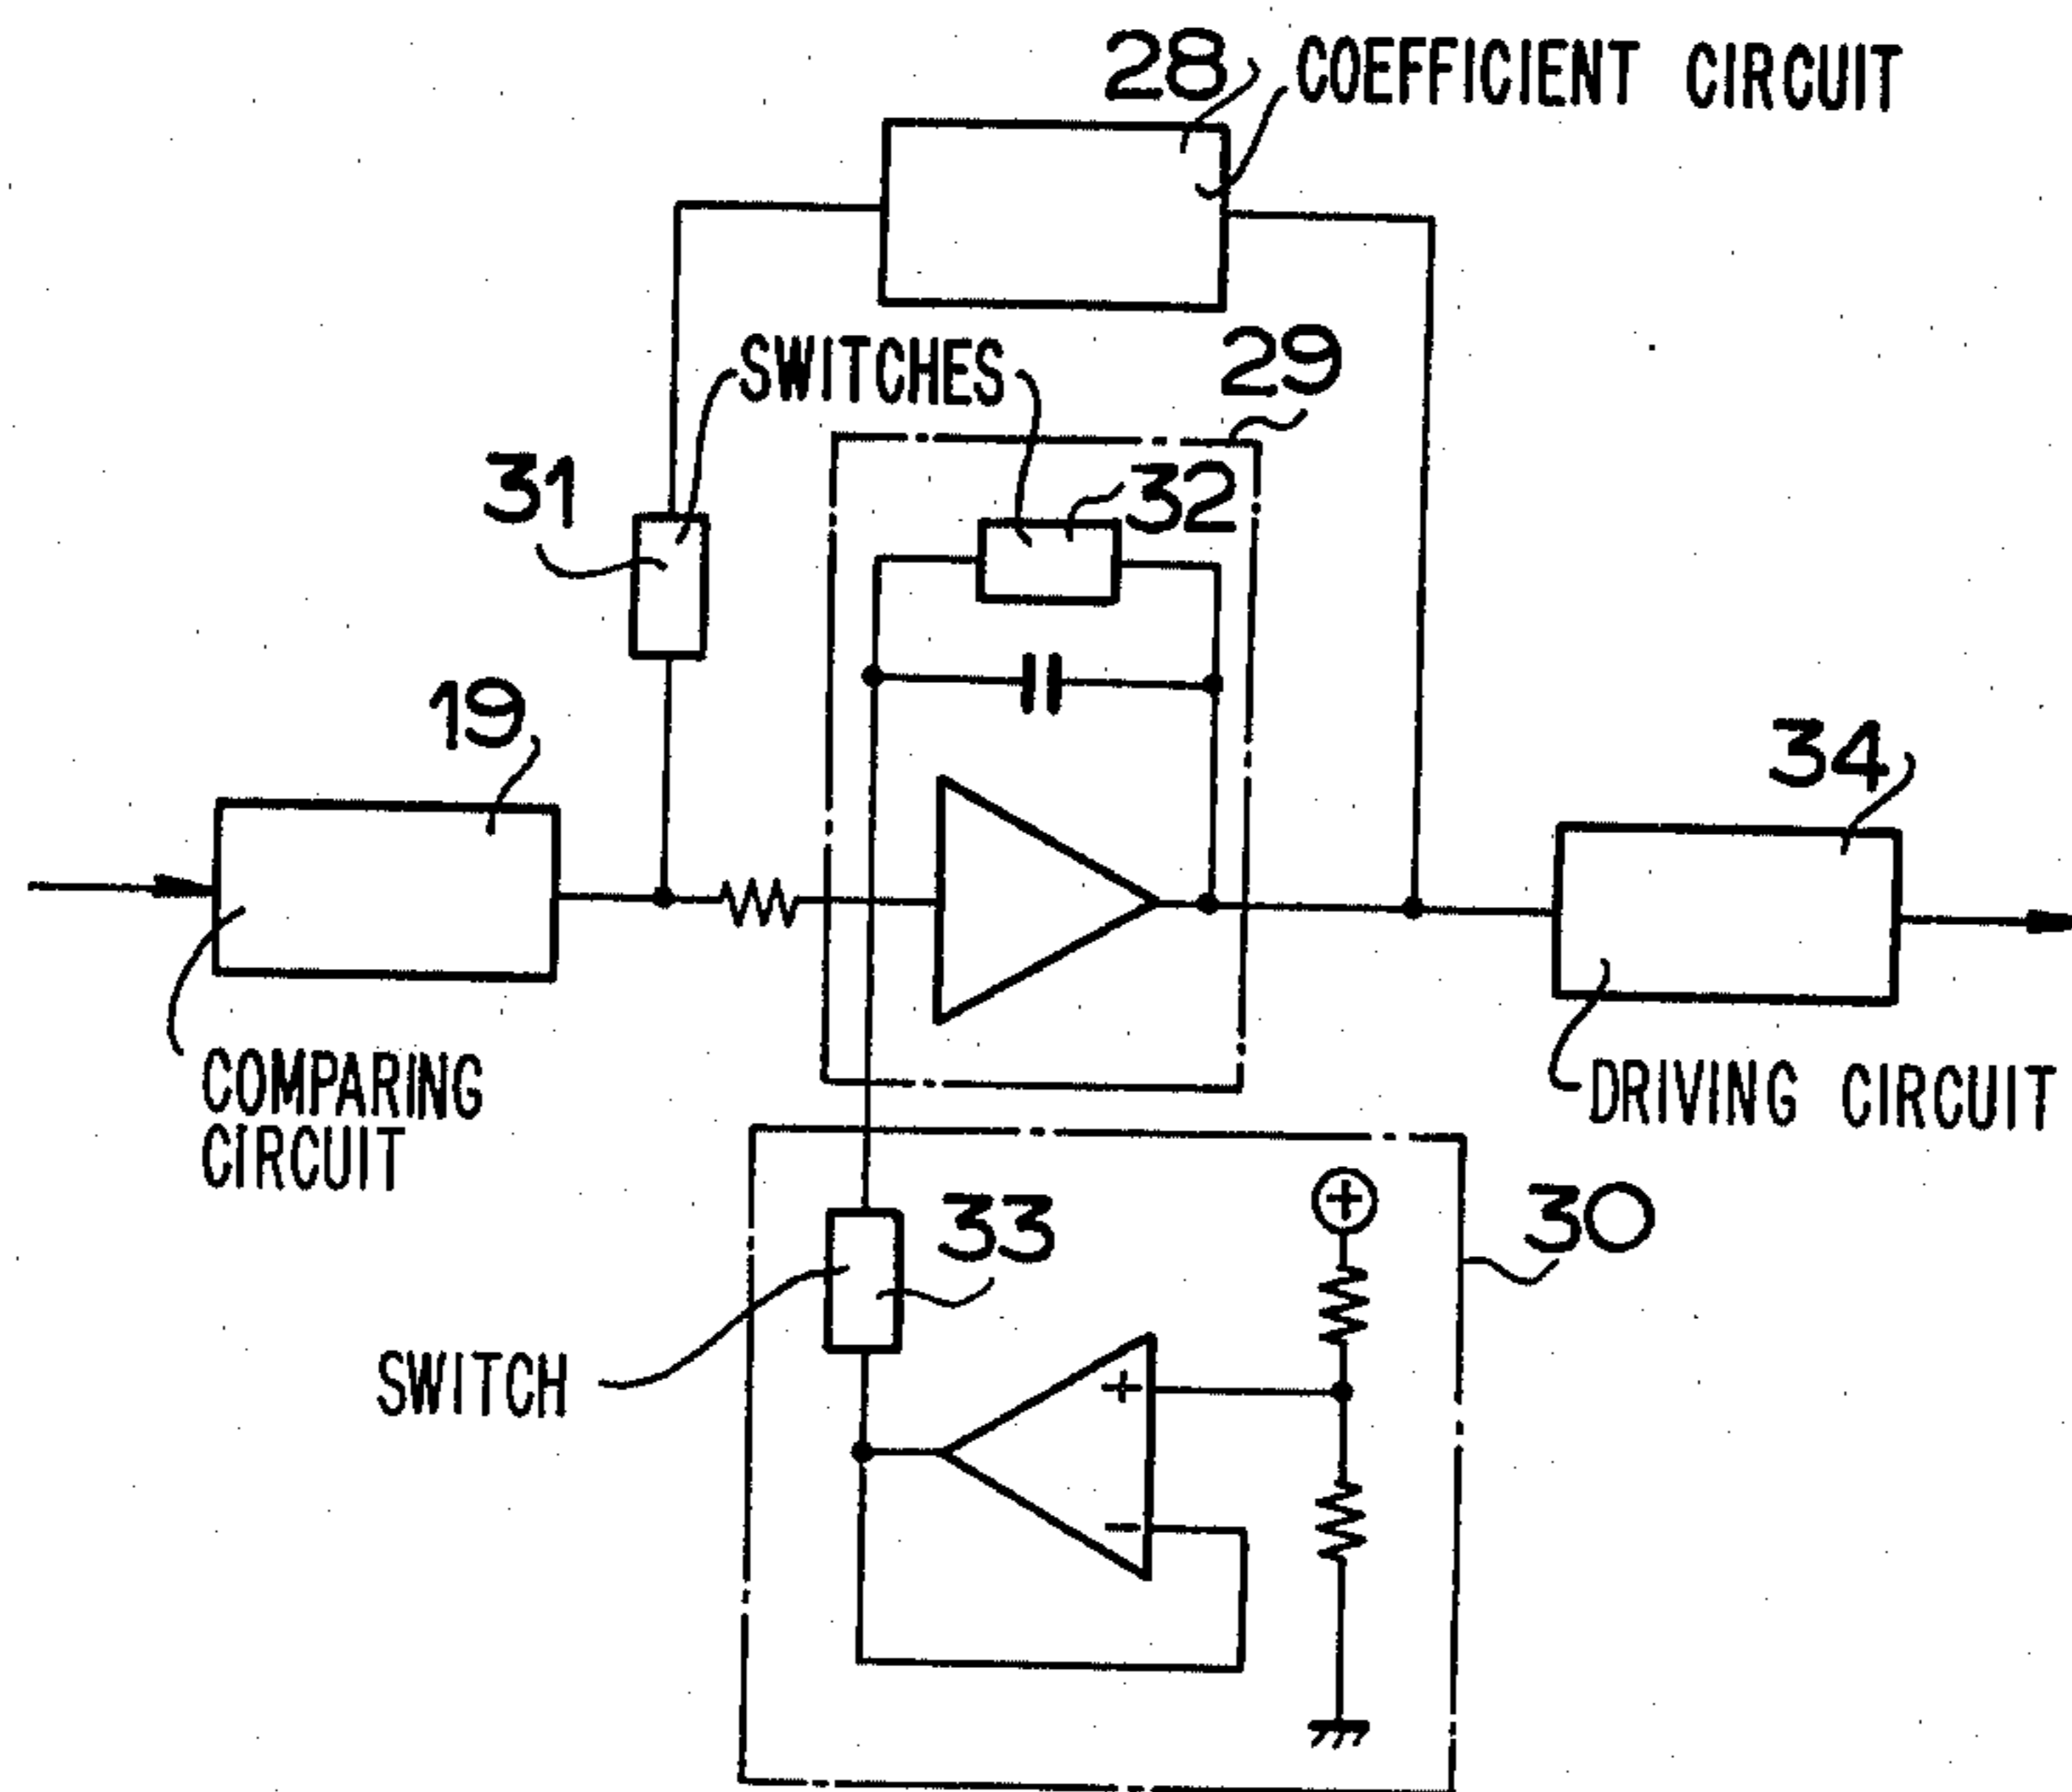 28
COEFFICIENT CIRCUIT
29
SWITCHES
31
32
19
34
COMPARING
CIRCUIT
DRIVING CIRCUIT
33
30
+
SWITCH
+
−